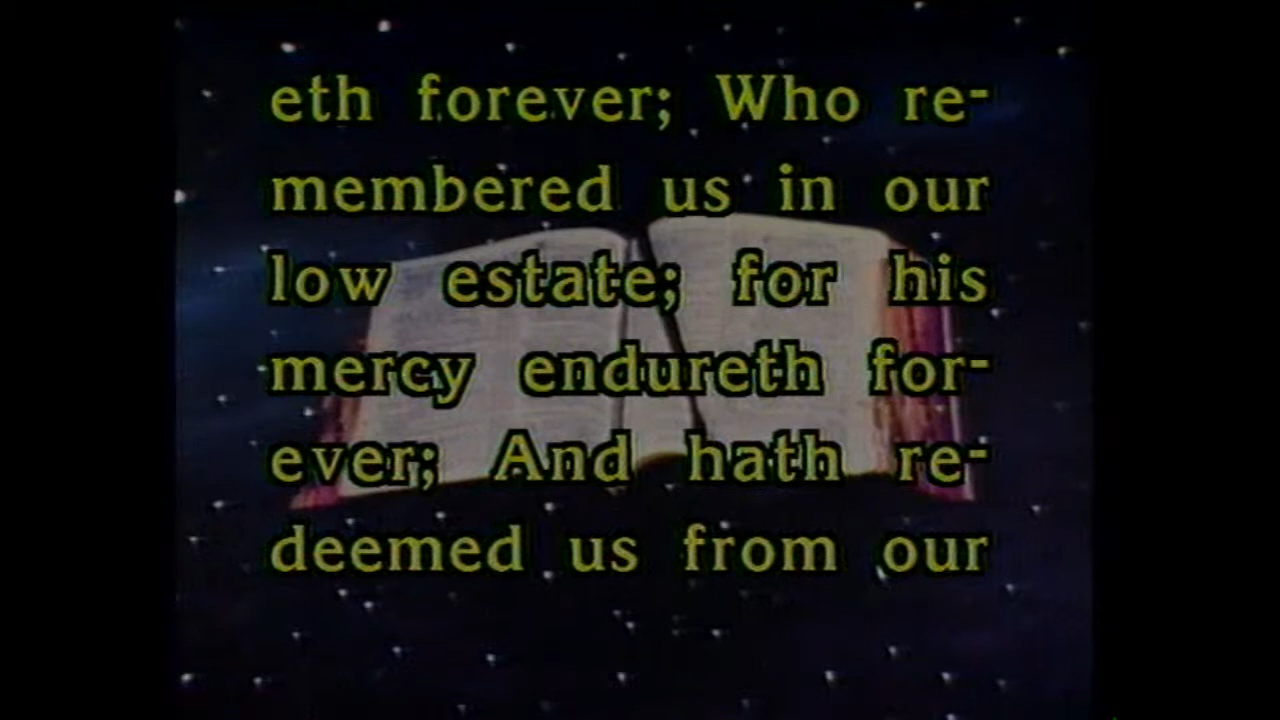 eth forever; Who re-
membered us in our
low estate; for his
mercy endureth for-
ever; And hath re-
deemed us from our